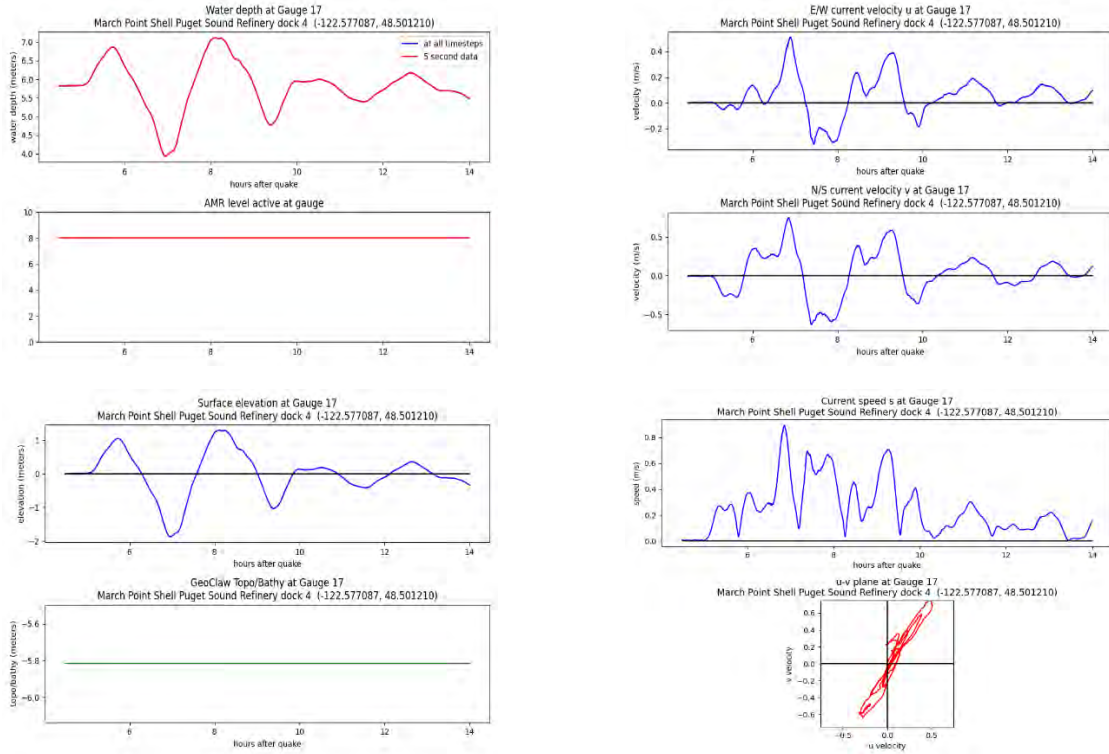 Water depth at Gauge 17
March Point Shell Puget Sound Refinery dock 4 (-122.577087, 48.501210)
7.0
6.5
6.0
5.5
5.0
4.5
4.0
water depth (meters)
at all timesteps
5 second data
6
8
10
12
14
hours after quake
AMR level active at gauge
10
8
6
4
2
0
6
8
10
12
14
hours after quake
Surface elevation at Gauge 17
March Point Shell Puget Sound Refinery dock 4 (-122.577087, 48.501210)
1
0
−1
−2
elevation (meters)
6
8
10
12
14
hours after quake
GeoClaw Topo/Bathy at Gauge 17
March Point Shell Puget Sound Refinery dock 4 (-122.577087, 48.501210)
−5.6
−5.8
−6.0
topo/bathy (meters)
6
8
10
12
14
hours after quake
E/W current velocity u at Gauge 17
March Point Shell Puget Sound Refinery dock 4 (-122.577087, 48.501210)
0.4
0.2
0.0
−0.2
velocity (m/s)
6
8
10
12
14
hours after quake
N/S current velocity v at Gauge 17
March Point Shell Puget Sound Refinery dock 4 (-122.577087, 48.501210)
0.5
0.0
−0.5
velocity (m/s)
6
8
10
12
14
hours after quake
Current speed s at Gauge 17
March Point Shell Puget Sound Refinery dock 4 (-122.577087, 48.501210)
0.8
0.6
0.4
0.2
0.0
speed (m/s)
6
8
10
12
14
hours after quake
u-v plane at Gauge 17
March Point Shell Puget Sound Refinery dock 4 (-122.577087, 48.501210)
0.6
0.4
0.2
0.0
−0.2
−0.4
−0.6
v velocity
−0.5
0.0
0.5
u velocity